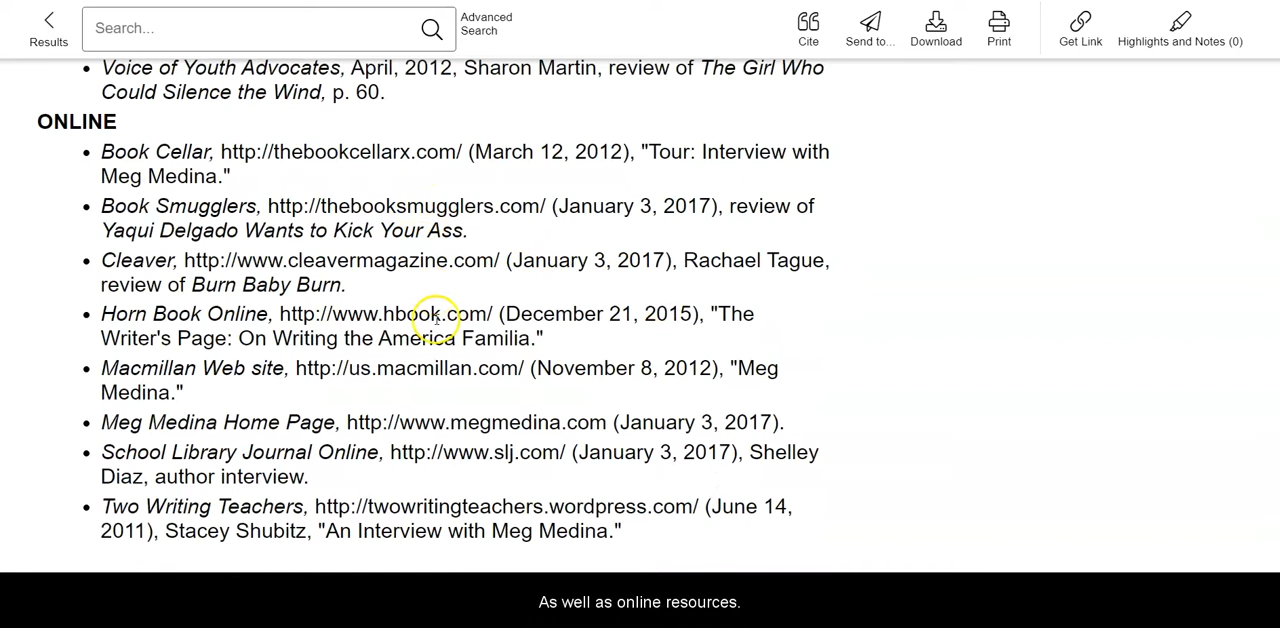 Results
Search...
Advanced
Search
Cite
Send to...
Download
Print
Get Link
Highlights and Notes (0)
• Voice of Youth Advocates, April, 2012, Sharon Martin, review of The Girl Who
Could Silence the Wind, p. 60.
ONLINE
• Book Cellar, http://thebookcellarx.com/ (March 12, 2012), "Tour: Interview with
Meg Medina."
• Book Smugglers, http://thebooksmugglers.com/ (January 3, 2017), review of
Yaqui Delgado Wants to Kick Your Ass.
• Cleaver, http://www.cleavermagazine.com/ (January 3, 2017), Rachael Tague,
review of Burn Baby Burn.
• Horn Book Online, http://www.hbook.com/ (December 21, 2015), "The
Writer's Page: On Writing the America Familia."
• Macmillan Web site, http://us.macmillan.com/ (November 8, 2012), "Meg
Medina."
• Meg Medina Home Page, http://www.megmedina.com (January 3, 2017).
• School Library Journal Online, http://www.slj.com/ (January 3, 2017), Shelley
Diaz, author interview.
• Two Writing Teachers, http://twowritingteachers.wordpress.com/ (June 14,
2011), Stacey Shubitz, "An Interview with Meg Medina."
As well as online resources.